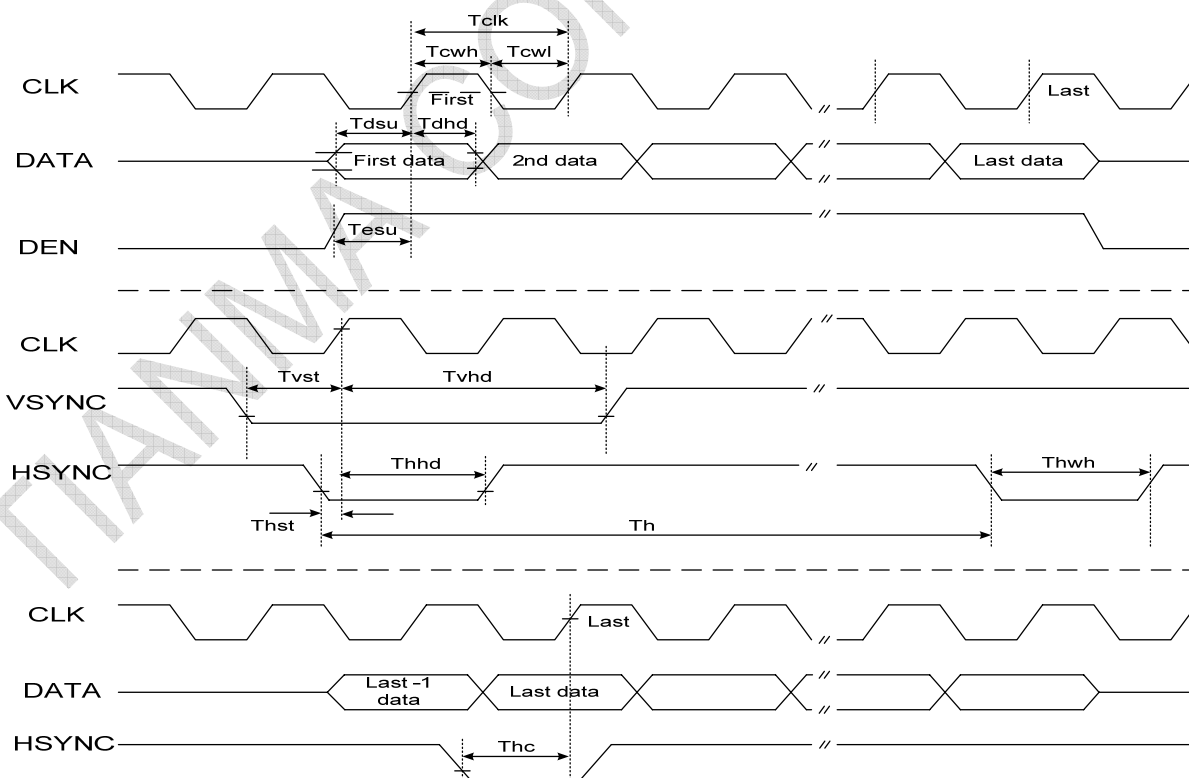 Tclk
Tcwh Tcwl
CLK First Last
Tdsu Tdhd
DATA First data 2nd data Last data
DEN Tesu
CLK
Tvst Tvhd
VSYNC
HSYNC Thhd Thwh
Thst Th
CLK Last
DATA Last -1 data Last data
HSYNC Thc
TIANMA